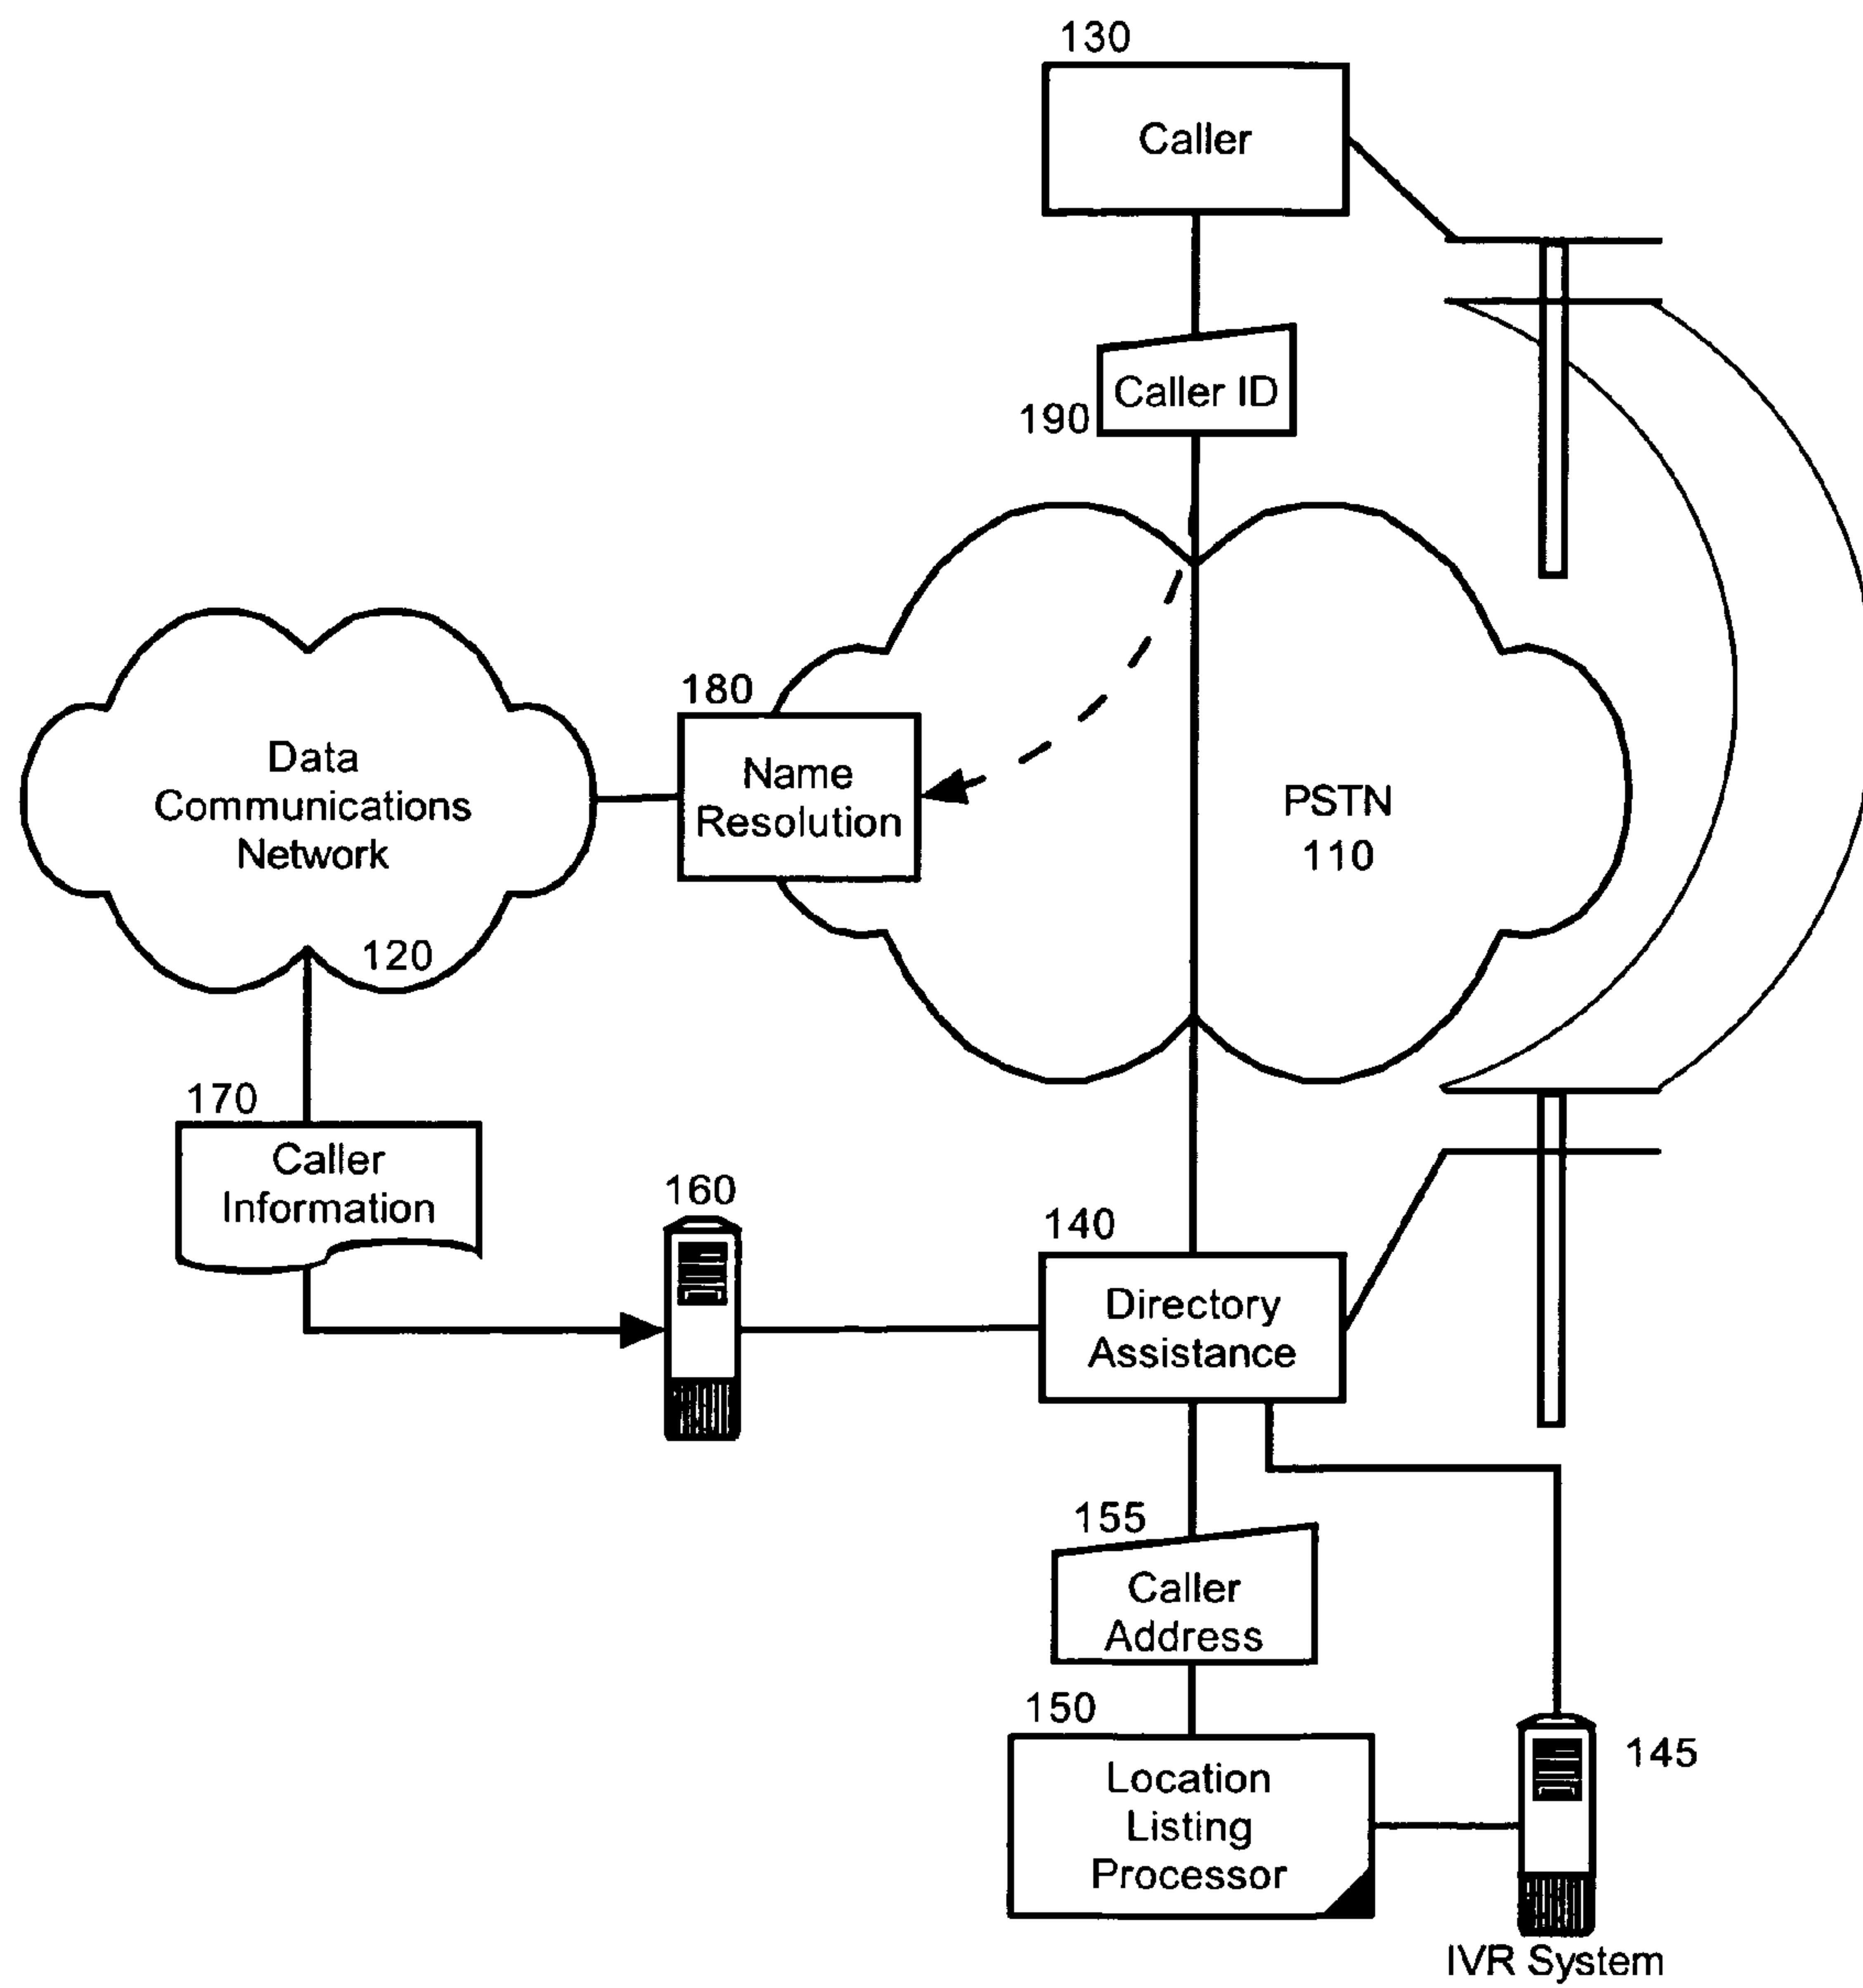 130
Caller
Caller ID
190
180
Name
Resolution
Data
Communications
Network
PSTN
110
120
170
Caller
Information
160
140
Directory
Assistance
155
Caller
Address
150
Location
Listing
Processor
145
IVR System